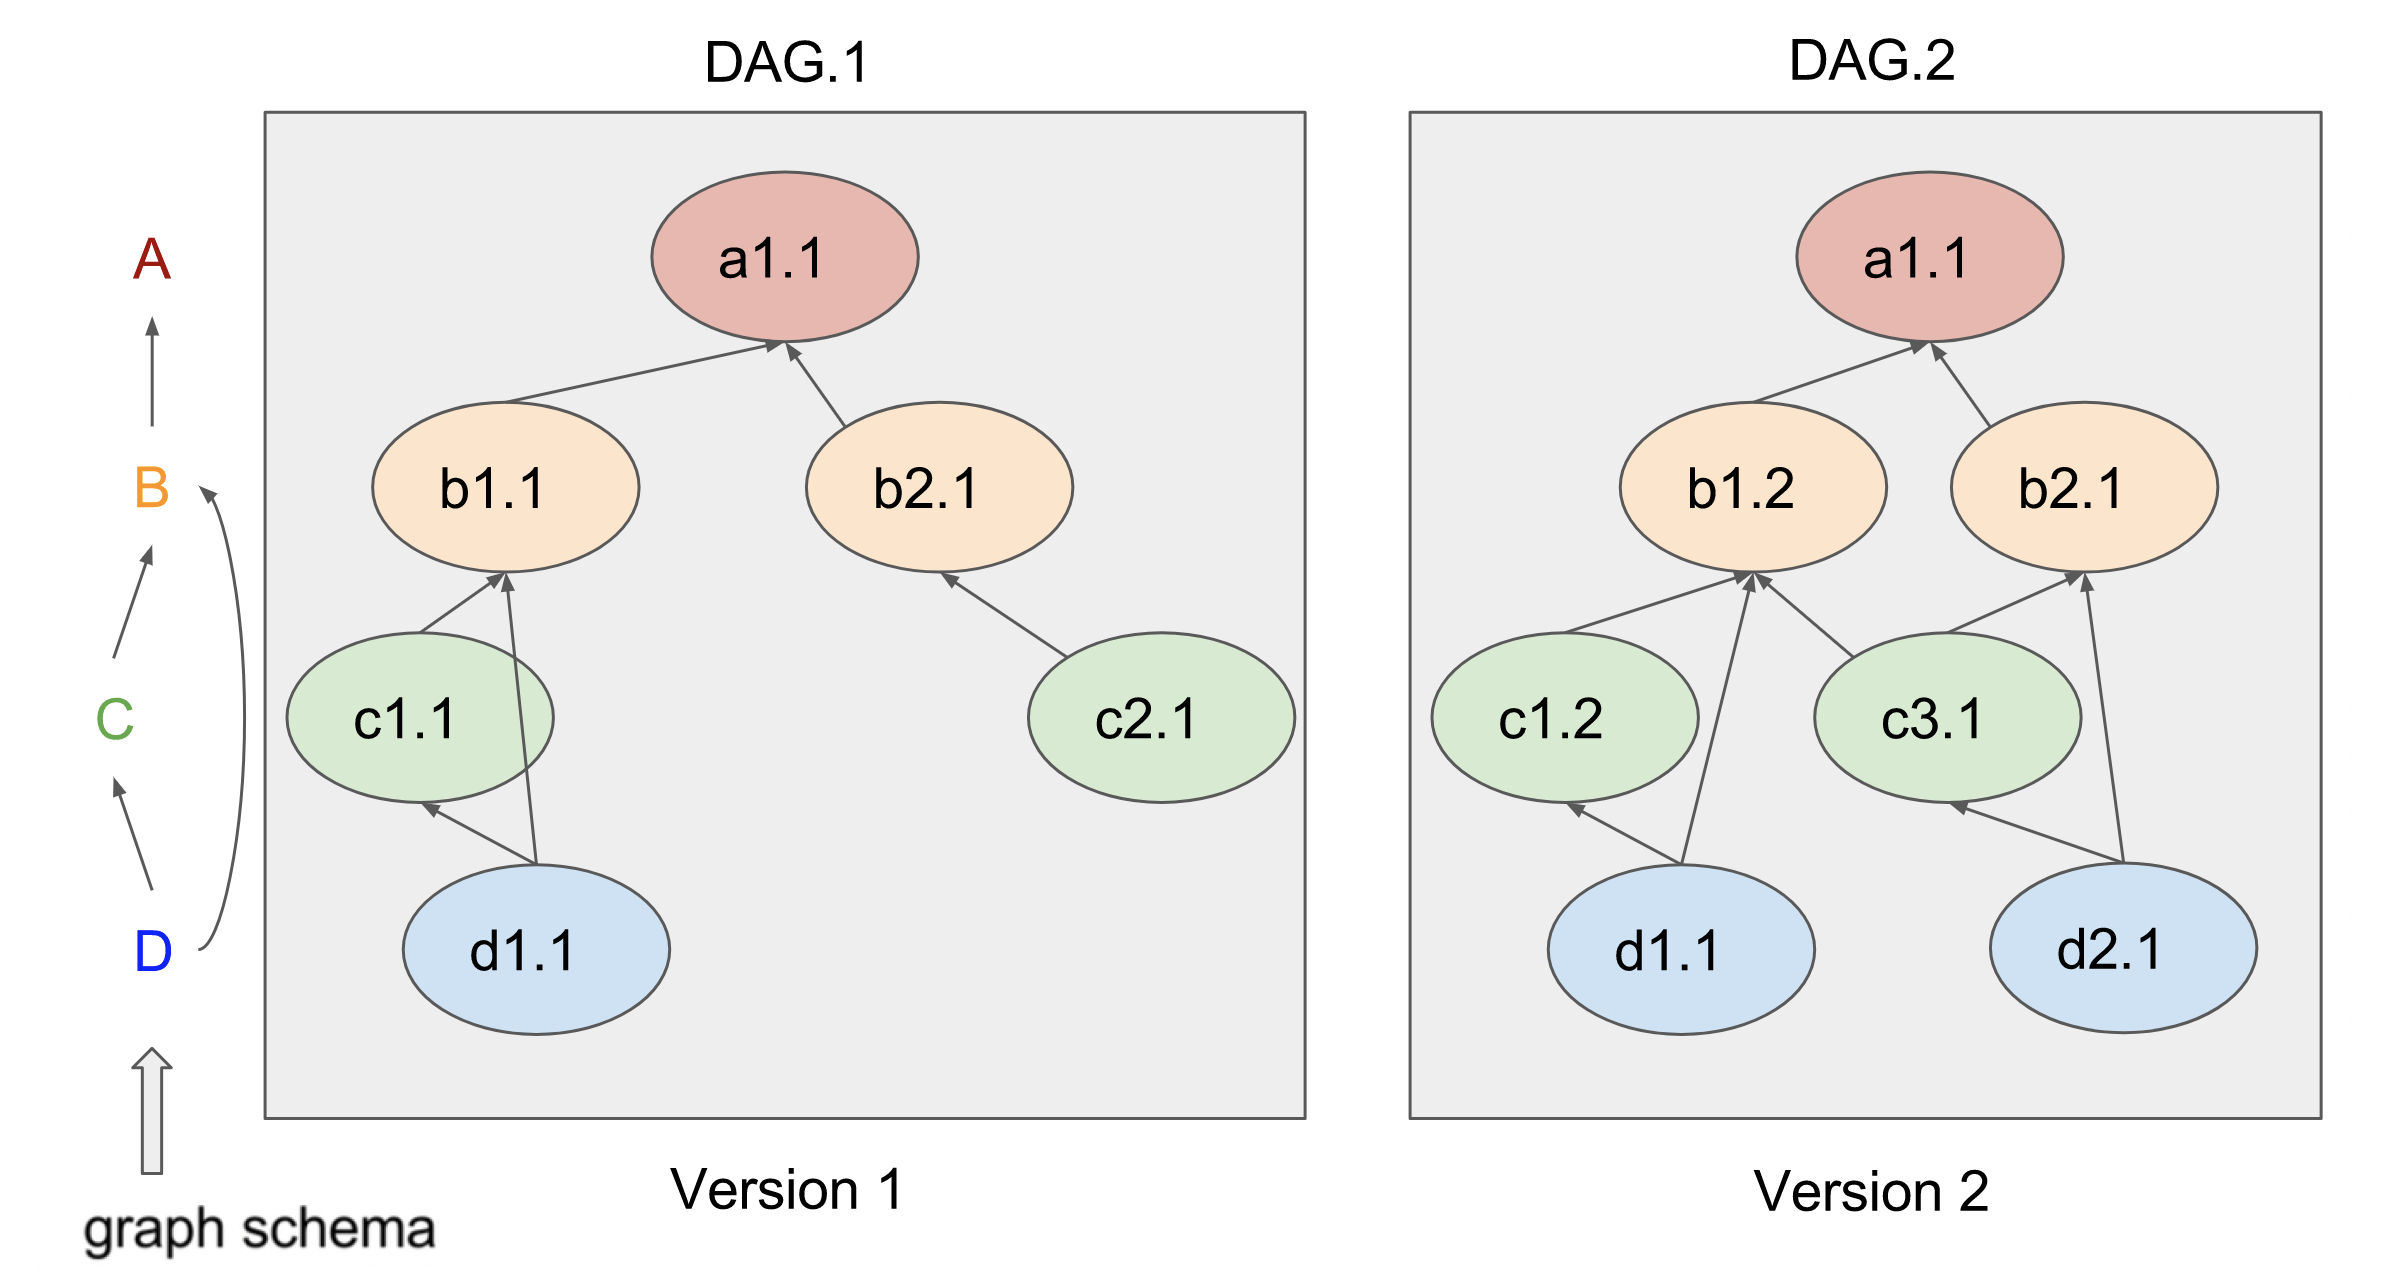 DAG.1
DAG.2
A
B
C
D
graph schema
a1.1
b1.1
b2.1
c1.1
c2.1
d1.1
Version 1
a1.1
b1.2
b2.1
c1.2
c3.1
d1.1
d2.1
Version 2